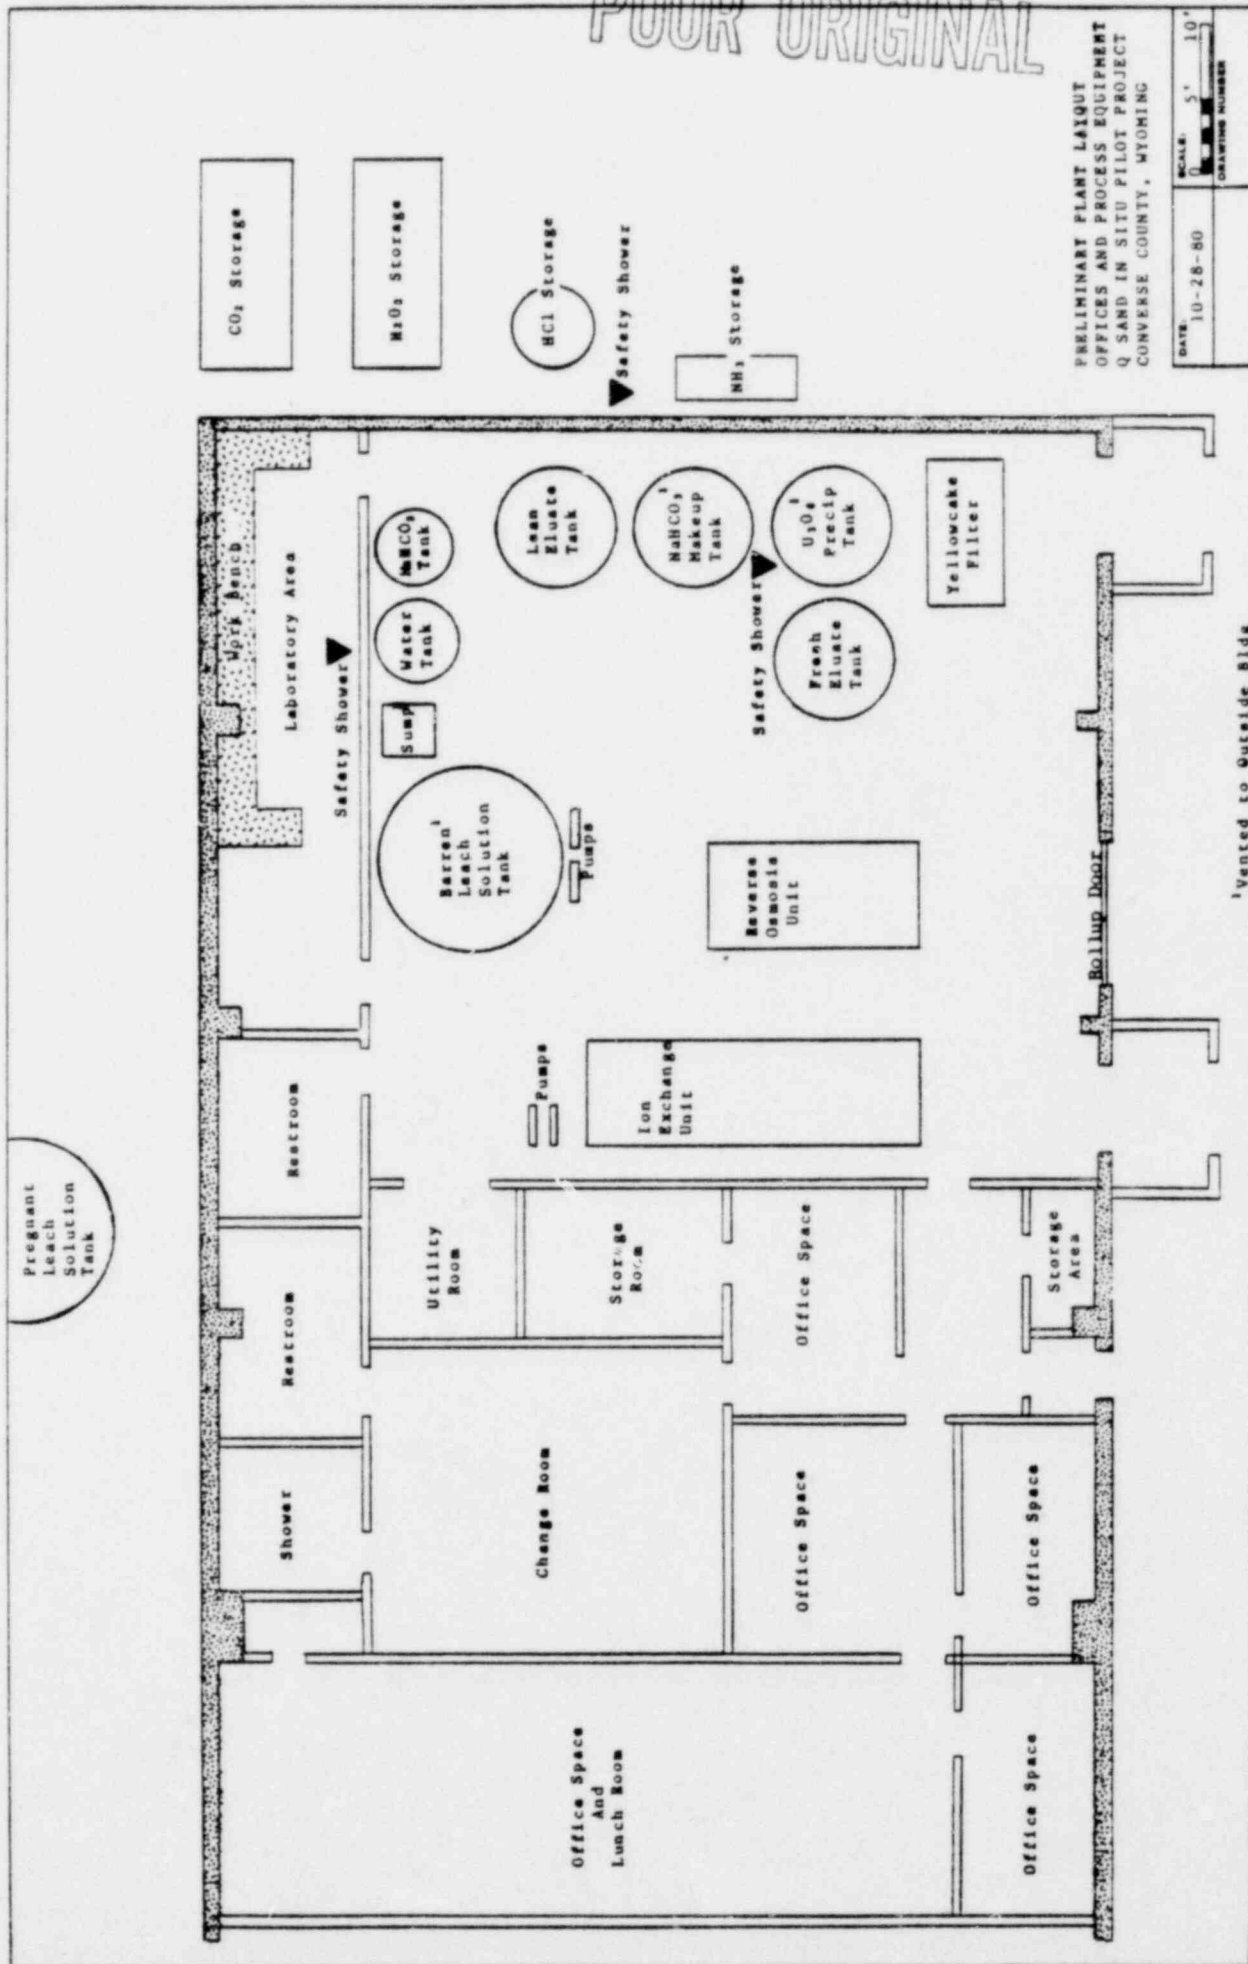 POOR ORIGINAL
PRELIMINARY PLANT LAYOUT
OFFICES AND PROCESS EQUIPMENT
Q SAND IN SITU PILOT PROJECT
CONVERSE COUNTY, WYOMING
DATE:
10-28-80
SCALE:
0 5' 10'
DRAWING NUMBER
Pregnant
Leach
Solution
Tank
CO₂ Storage
H₂O₂ Storage
HCl Storage
Safety Shower
NH₃ Storage
Work Bench
Laboratory Area
Safety Shower
NaHCO₃
Tank
Water
Tank
Sump
Barren¹
Leach
Solution
Tank
Pumps
Lean
Eluate
Tank
NaHCO₃¹
Makeup
Tank
U₃O₈¹
Precip
Tank
Safety Shower
Fresh
Eluate
Tank
Yellowcake
Filter
Reverse
Osmosis
Unit
Rollup Door
Pumps
Ion
Exchange
Unit
Restroom
Restroom
Shower
Utility
Room
Storage
Room
Office Space
Storage
Area
Change Room
Office Space
Office Space
Office Space
And
Lunch Room
Office Space
¹Vented to Outside Bldg